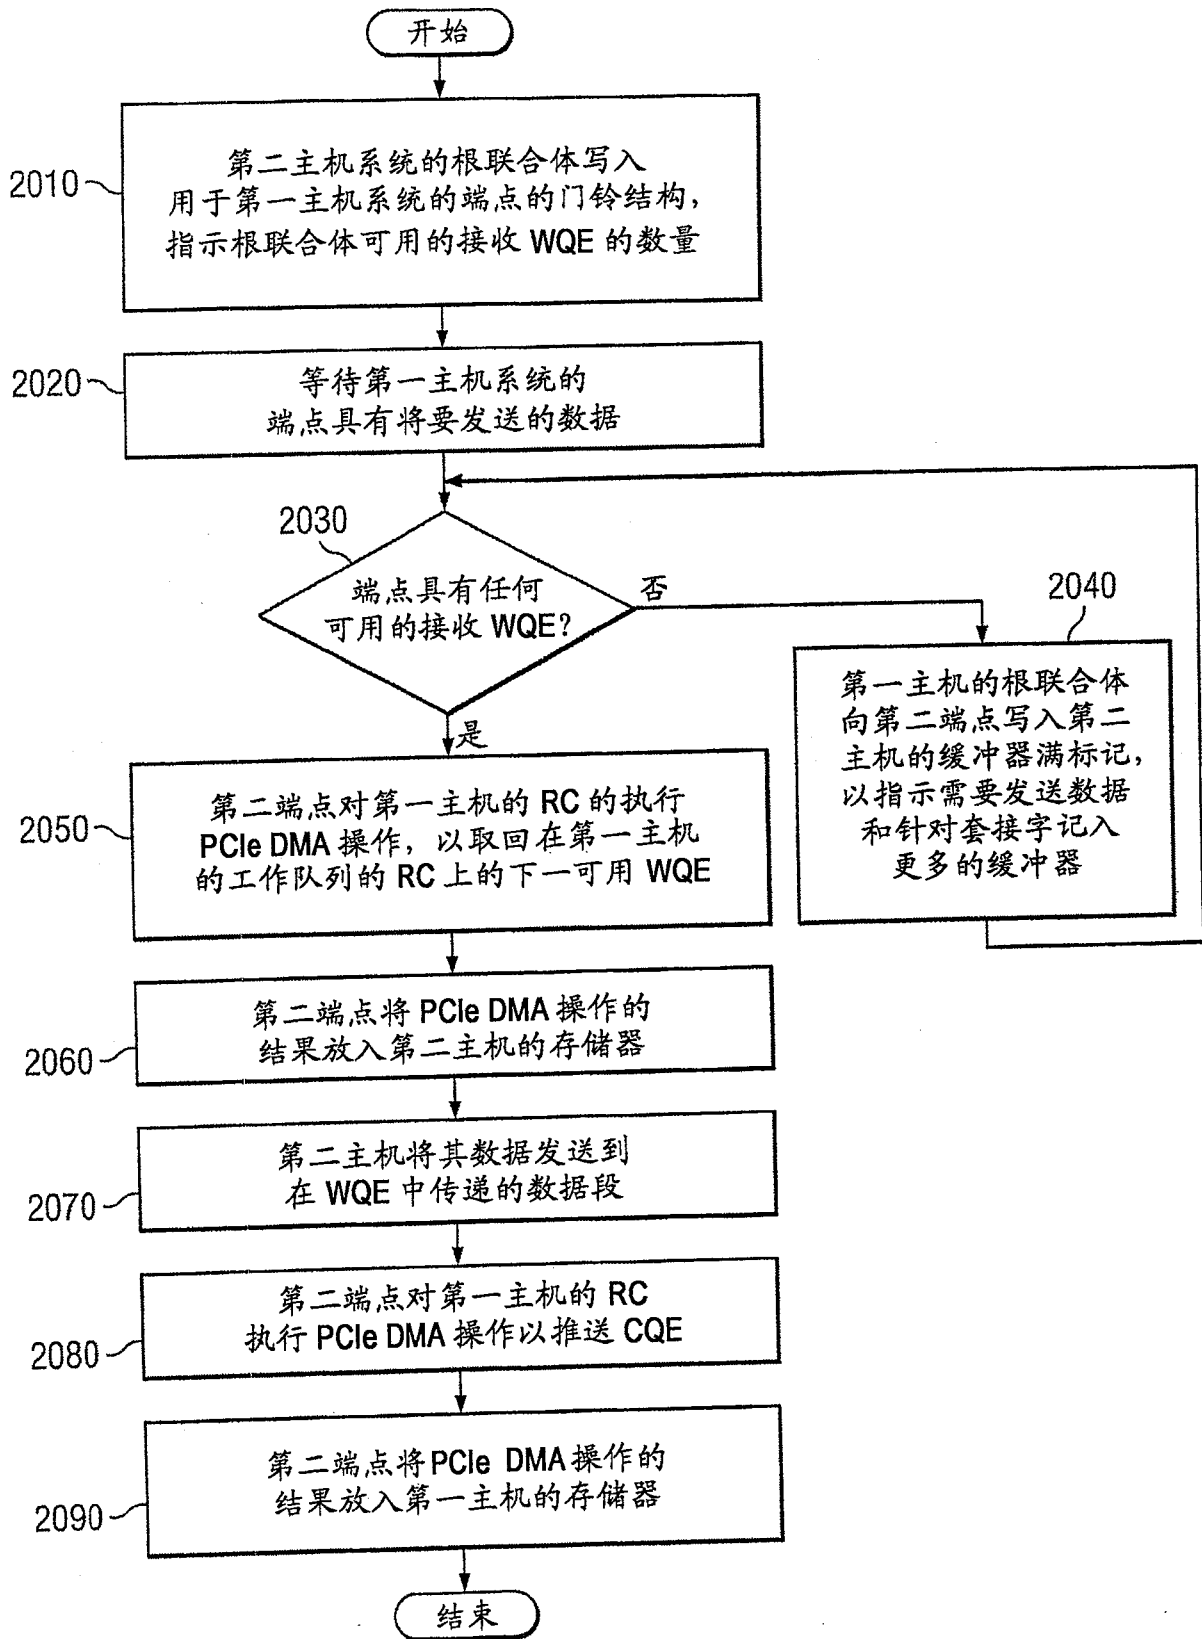 开始
2010
第二主机系统的根联合体写入
用于第一主机系统的端点的门铃结构，
指示根联合体可用的接收 WQE 的数量
2020
等待第一主机系统的
端点具有将要发送的数据
2030
端点具有任何
可用的接收 WQE?
否
是
2040
第一主机的根联合体
向第二端点写入第二
主机的缓冲器满标记，
以指示需要发送数据
和针对套接字记入
更多的缓冲器
2050
第二端点对第一主机的 RC 的执行
PCIe DMA 操作，以取回在第一主机
的工作队列的 RC 上的下一可用 WQE
2060
第二端点将 PCIe DMA 操作的
结果放入第二主机的存储器
2070
第二主机将其数据发送到
在 WQE 中传递的数据段
2080
第二端点对第一主机的 RC
执行 PCIe DMA 操作以推送 CQE
2090
第二端点将 PCIe DMA 操作的
结果放入第一主机的存储器
结束